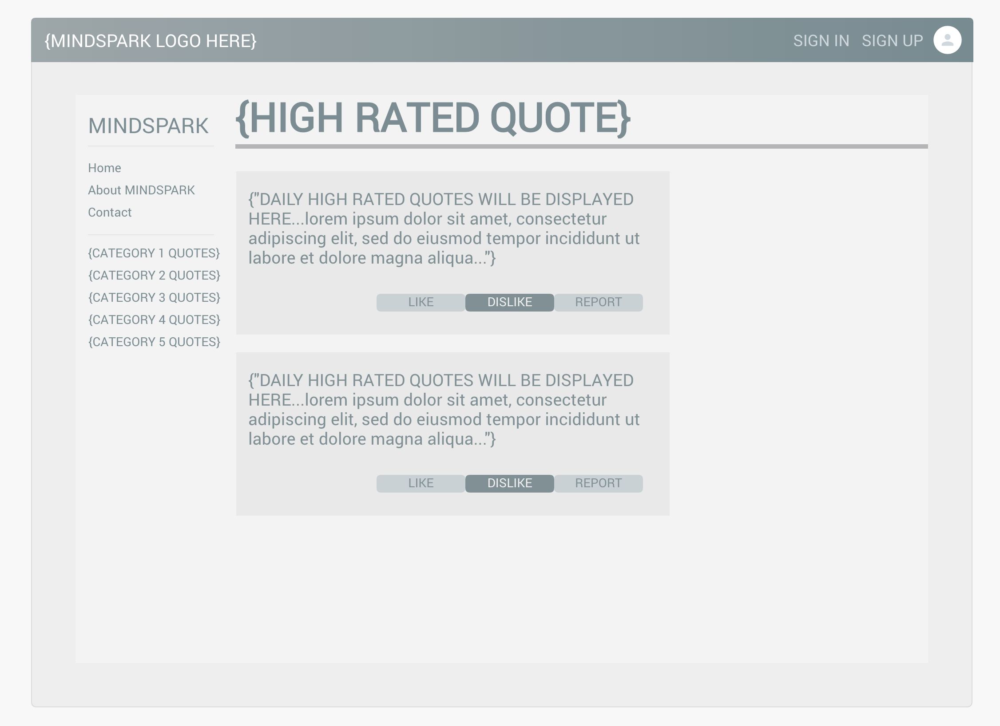 {MINDSPARK LOGO HERE}
SIGN IN SIGN UP
MINDSPARK
Home
About MINDSPARK
Contact
{CATEGORY 1 QUOTES}
{CATEGORY 2 QUOTES}
{CATEGORY 3 QUOTES}
{CATEGORY 4 QUOTES}
{CATEGORY 5 QUOTES}
{HIGH RATED QUOTE}
{"DAILY HIGH RATED QUOTES WILL BE DISPLAYED
HERE...lorem ipsum dolor sit amet, consectetur
adipiscing elit, sed do eiusmod tempor incididunt ut
labore et dolore magna aliqua..."}
LIKE DISLIKE REPORT
{"DAILY HIGH RATED QUOTES WILL BE DISPLAYED
HERE...lorem ipsum dolor sit amet, consectetur
adipiscing elit, sed do eiusmod tempor incididunt ut
labore et dolore magna aliqua..."}
LIKE DISLIKE REPORT